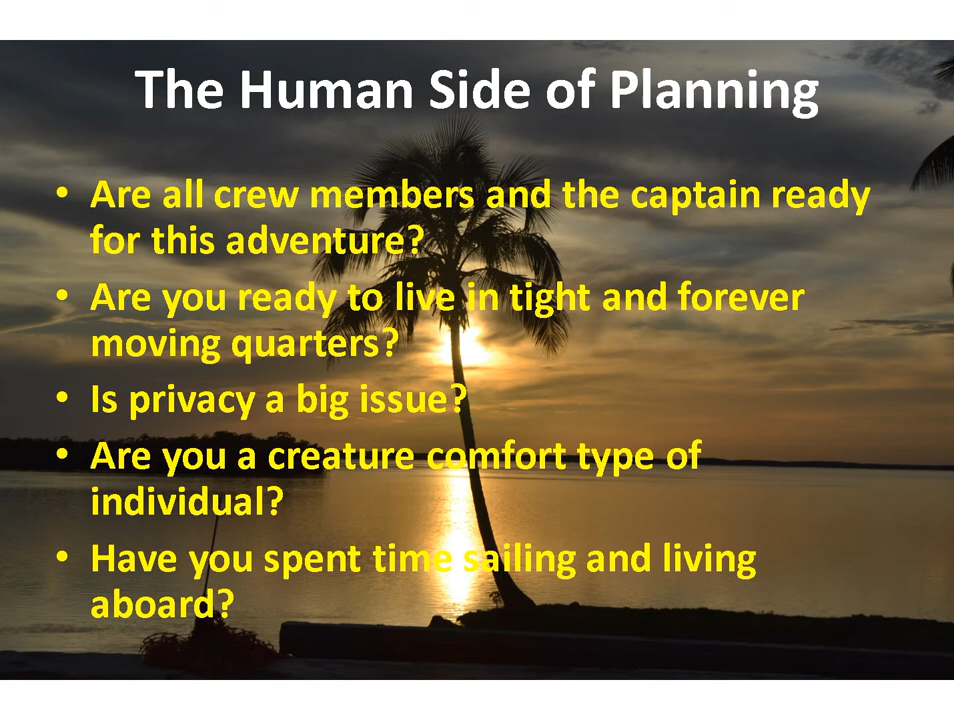 The Human Side of Planning
• Are all crew members and the captain ready
for this adventure?
• Are you ready to live in tight and forever
moving quarters?
• Is privacy a big issue?
• Are you a creature comfort type of
individual?
• Have you spent time sailing and living
aboard?